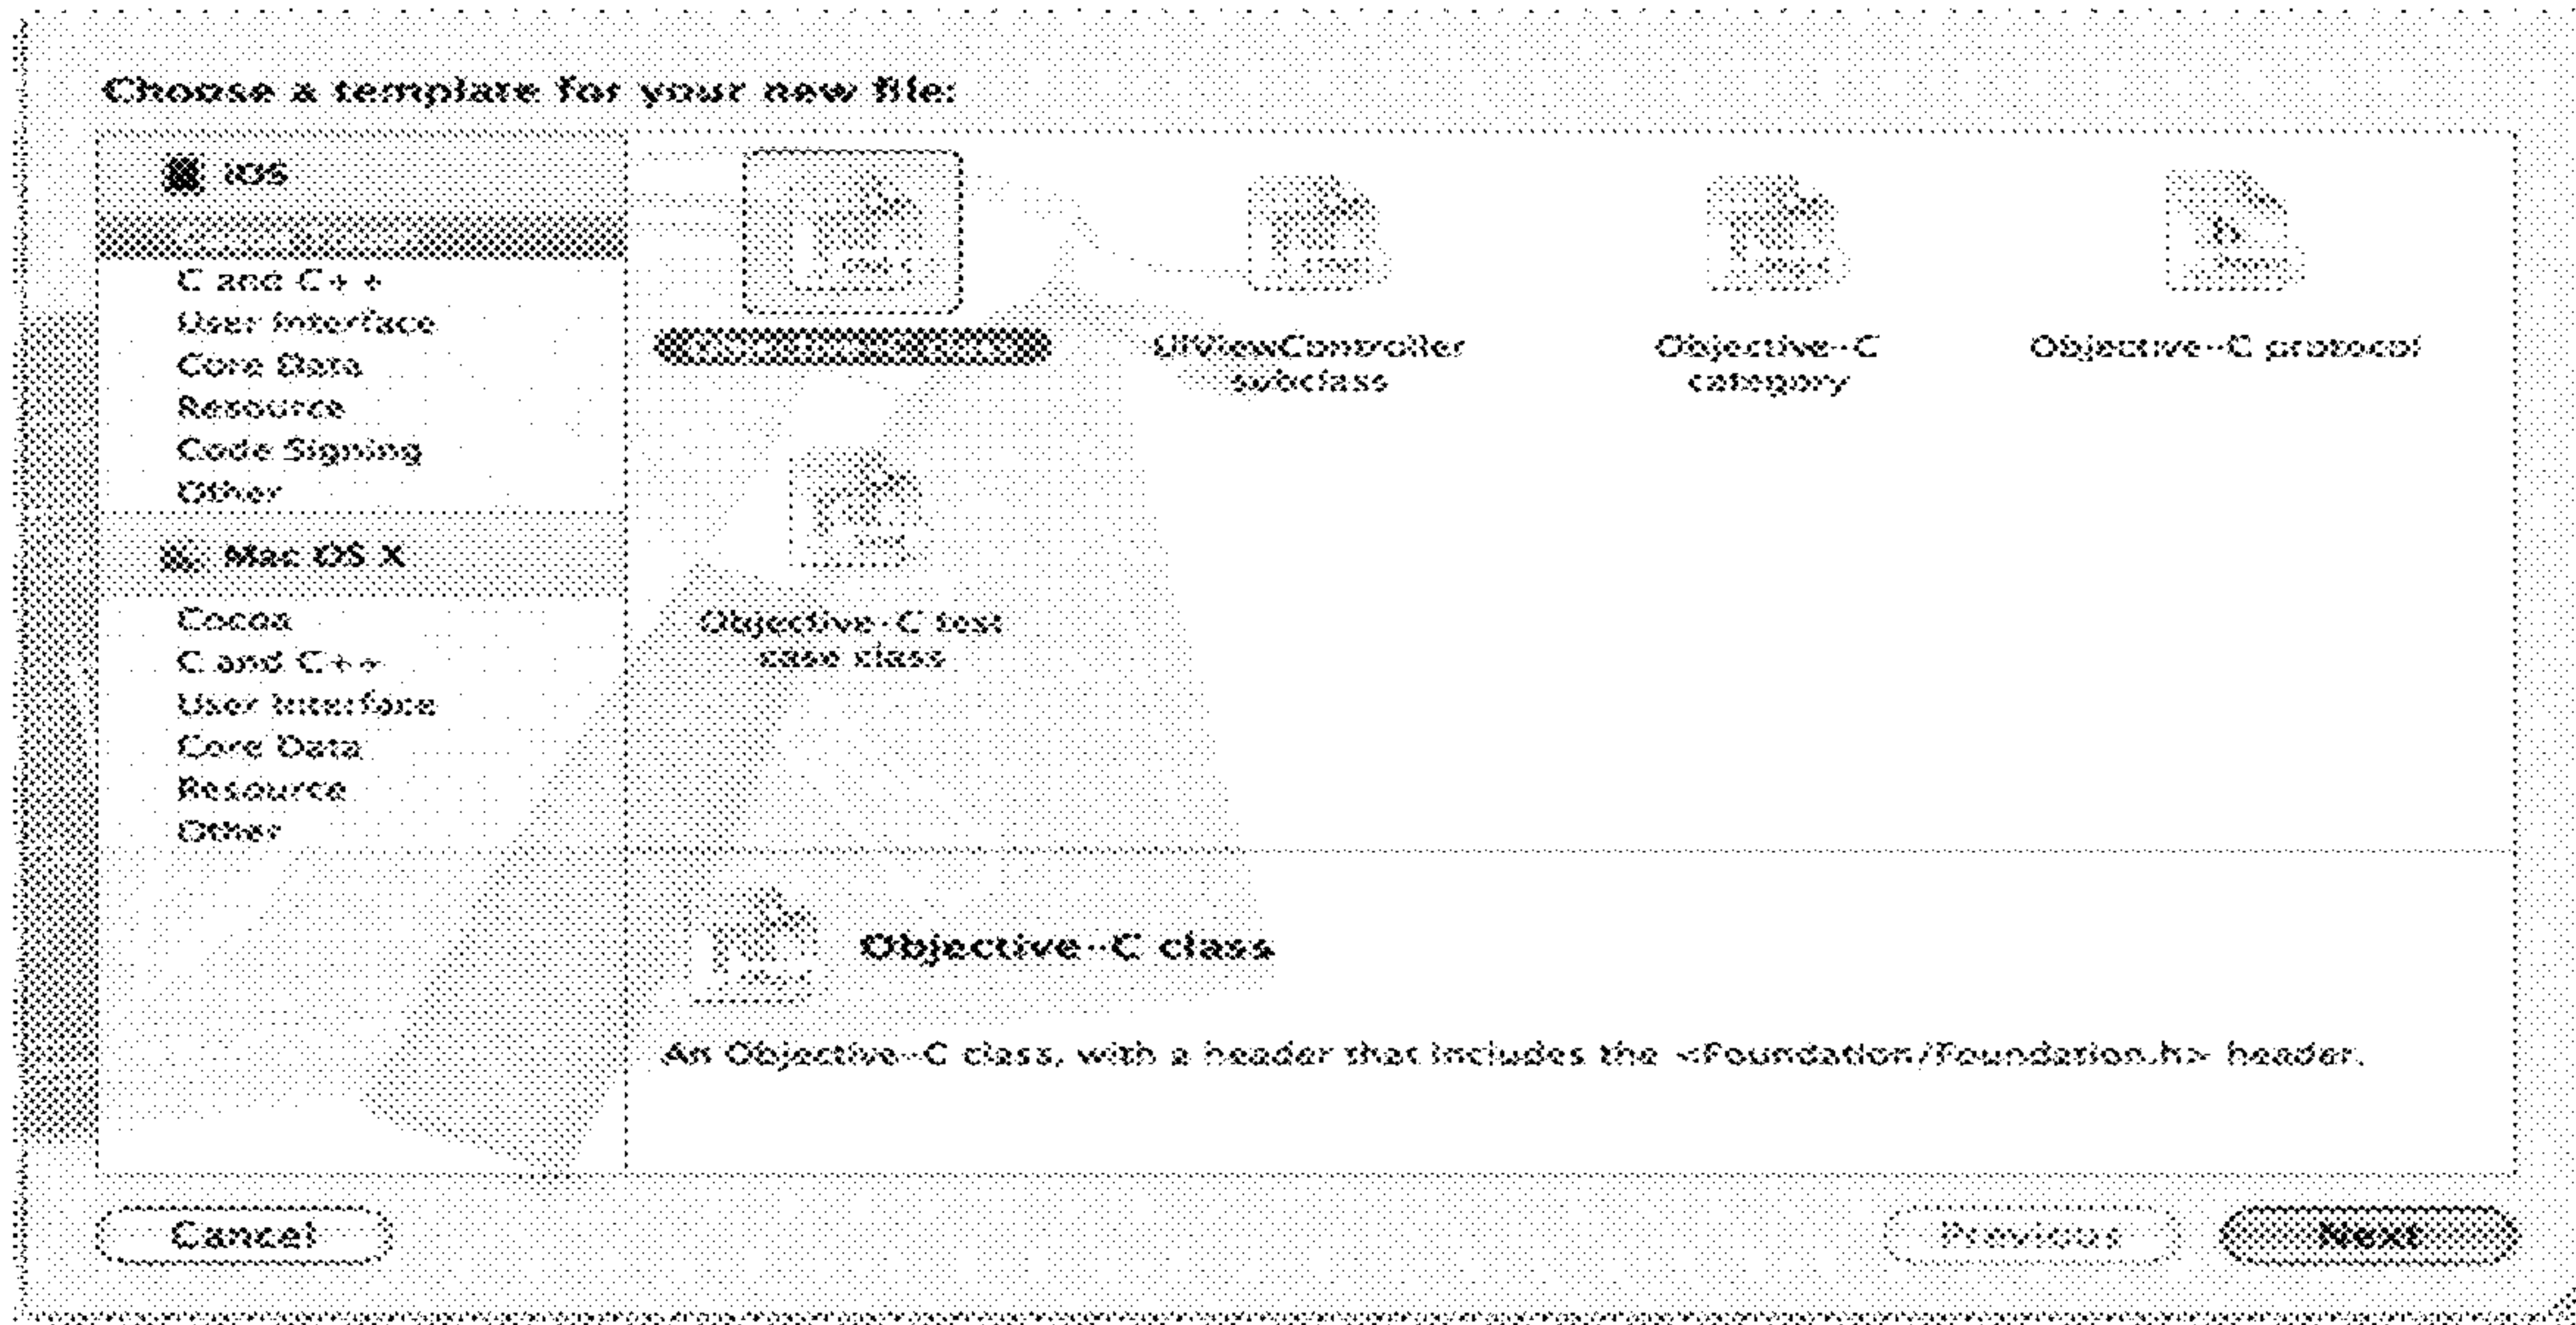 Choose a template for your new file:
iOS
C and C++
User Interface
Core Data
Resource
Code Signing
Other
Mac OS X
Cocoa
C and C++
User Interface
Core Data
Resource
Other
UIViewController
subclass
Objective-C
category
Objective-C protocol
Objective-C test
case class
Objective-C class
An Objective-C class, with a header that includes the <Foundation/Foundation.h> header.
Cancel
Previous
Next